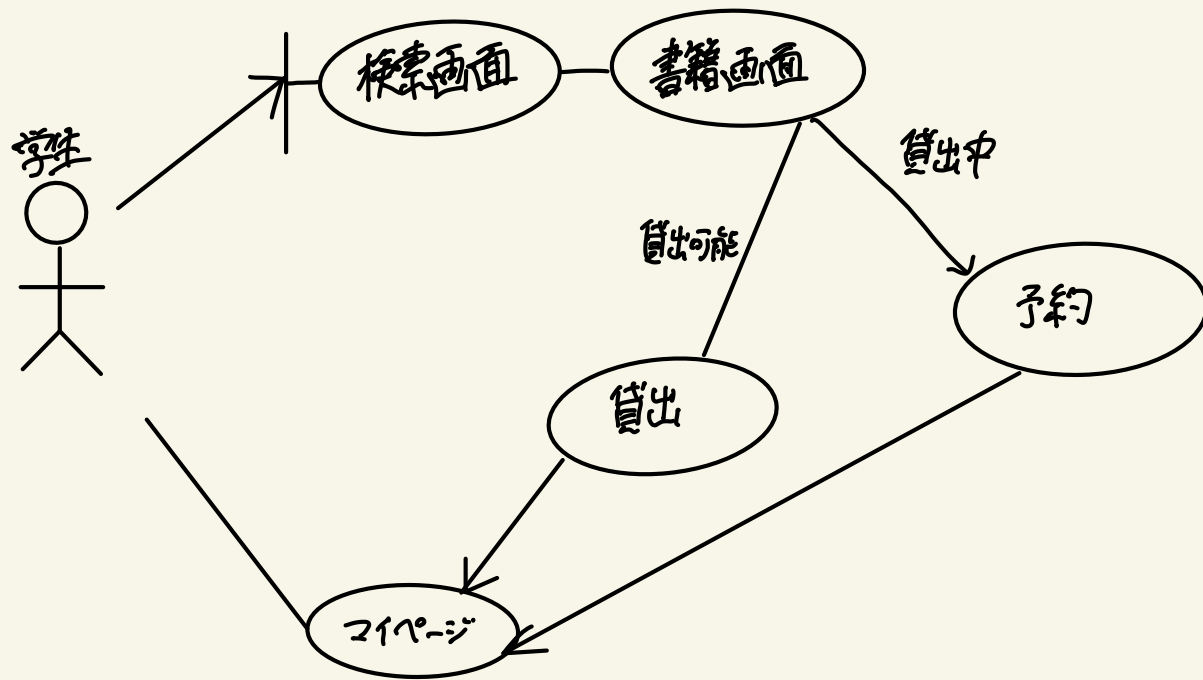 検索画面
書籍画面
学生
貸出中
貸出可能
予約
貸出
マイページ